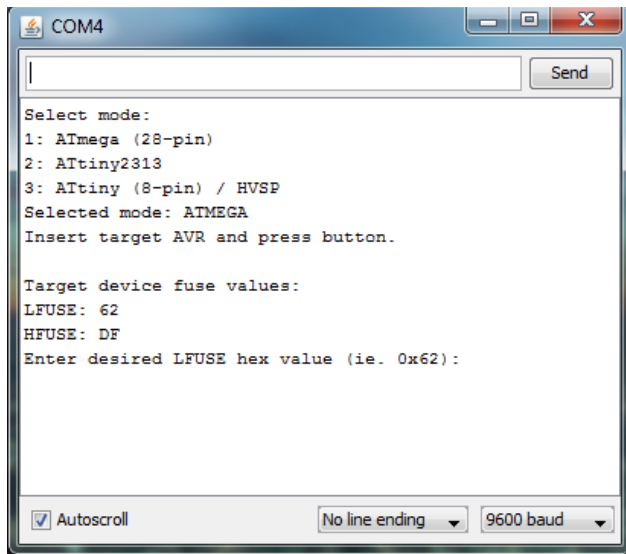 COM4
Send
Select mode:
1: ATmega (28-pin)
2: ATtiny2313
3: ATtiny (8-pin) / HVSP
Selected mode: ATMEGA
Insert target AVR and press button.
Target device fuse values:
LFUSE: 62
HFUSE: DF
Enter desired LFUSE hex value (ie. 0x62):
Autoscroll No line ending 9600 baud